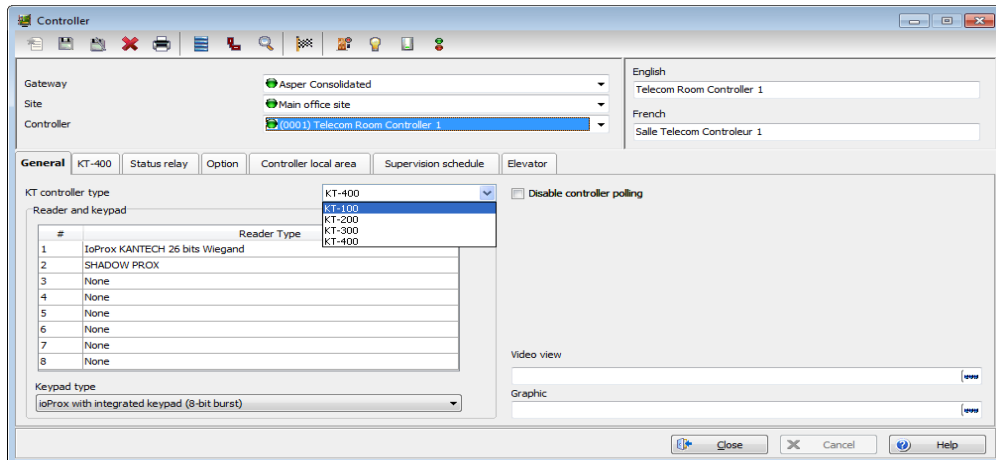 Controller
Gateway
Asper Consolidated
Site
Main office site
Controller
(0001) Telecom Room Controller 1
English
Telecom Room Controller 1
French
Salle Telecom Controleur 1
General KT-400 Status relay Option Controller local area Supervision schedule Elevator
KT controller type
KT-400
KT-100
KT-200
KT-300
KT-400
Disable controller polling
Reader and keypad
# Reader Type
1 IoProx KANTECH 26 bits Wiegand
2 SHADOW PROX
3 None
4 None
5 None
6 None
7 None
8 None
Keypad type
ioProx with integrated keypad (8-bit burst)
Video view
Graphic
Close Cancel Help